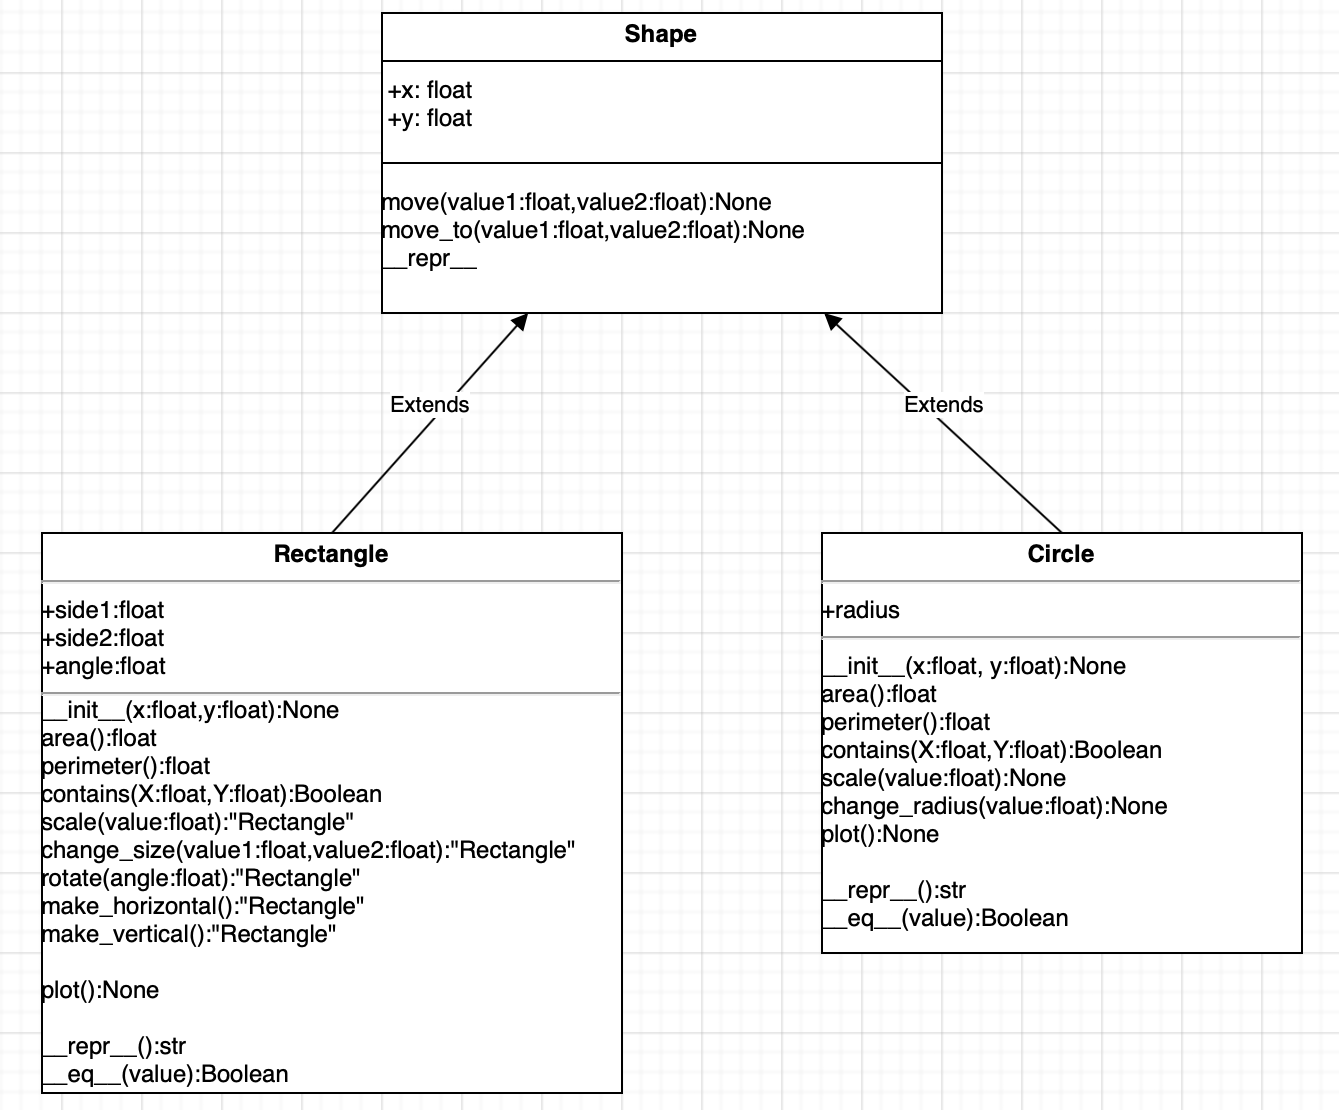 Shape
+x: float
+y: float
move(value1:float,value2:float):None
move_to(value1:float,value2:float):None
__repr__
Extends
Extends
Rectangle
+side1:float
+side2:float
+angle:float
__init__(x:float,y:float):None
area():float
perimeter():float
contains(X:float,Y:float):Boolean
scale(value:float):"Rectangle"
change_size(value1:float,value2:float):"Rectangle"
rotate(angle:float):"Rectangle"
make_horizontal():"Rectangle"
make_vertical():"Rectangle"
plot():None
__repr__():str
__eq__(value):Boolean
Circle
+radius
__init__(x:float, y:float):None
area():float
perimeter():float
contains(X:float,Y:float):Boolean
scale(value:float):None
change_radius(value:float):None
plot():None
__repr__():str
__eq__(value):Boolean